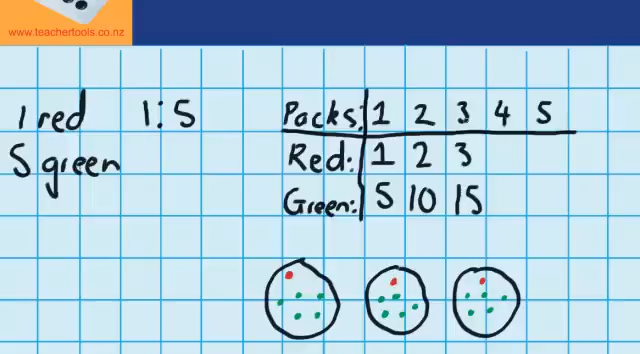 www.teachertools.co.nz
1 red 1:5
5 green
Packs: 1 2 3 4 5
Red: 1 2 3
Green: 5 10 15